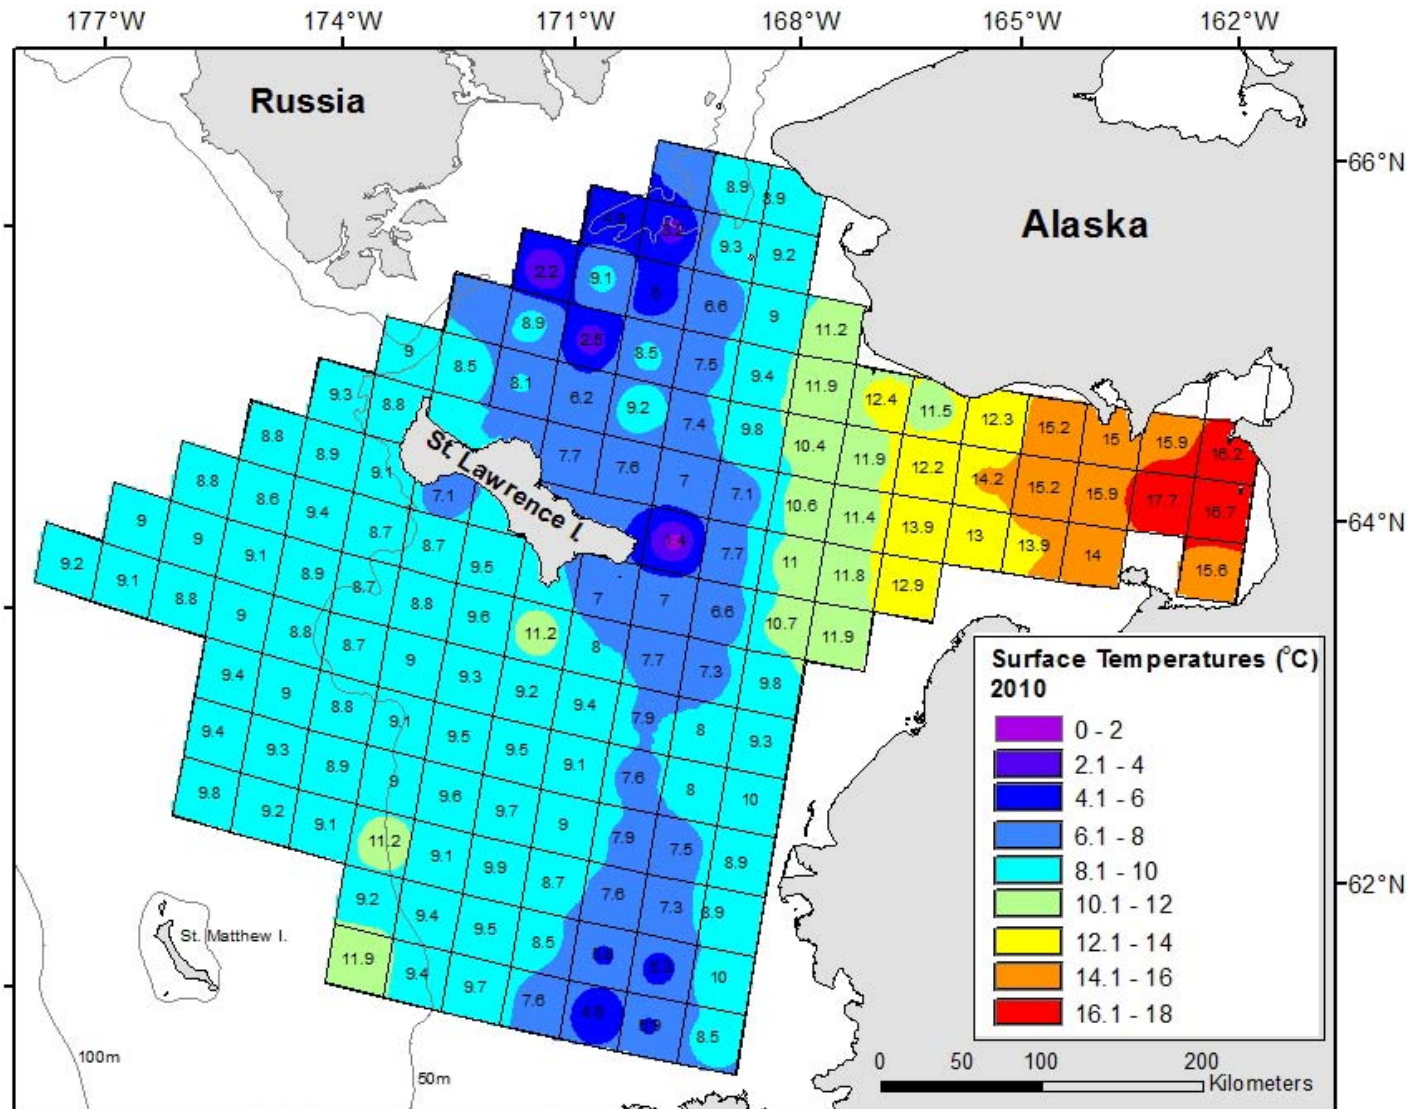 177°W 174°W 171°W 168°W 165°W 162°W
Russia
Alaska
66°N
64°N
62°N
8.9 8.9
9.3 9.2
2.2 9.1 6.6 9 11.2
8.9 2.8 8.5 7.5 9.4 11.9 12.4 11.5 12.3 15.2 15 15.9 16.2
9 8.5 8.1 6.2 9.2 7.4 9.8 10.4 11.9 12.2 14.2 15.2 15.9 17.7 16.7
9.3 8.8 7.7 7.6 7 7.1 10.6 11.4 13.9 13 13.9 14 15.6
8.8 8.9 9.1 7.1 1.4 7.7 11 11.8 12.9
St. Lawrence I.
8.8 8.6 9.4 8.7 8.7 9.5 7 7 6.6 10.7 11.9
9 9 9.1 8.9 8.7 8.8 9.6 11.2 8 7.7 7.3 9.8
9.2 9.1 8.8 9 8.8 8.7 9 9.3 9.2 9.4 7.9 8 9.3
9.4 9 8.8 9.1 9.5 9.5 9.1 7.6 8 10
9.4 9.3 8.9 9 9.6 9.7 9 7.9 7.5 8.9
9.8 9.2 9.1 11.2 9.1 9.9 8.7 7.6 7.3 8.9
9.2 9.4 9.5 8.5 10
11.9 9.4 9.7 7.6 8.5
St. Matthew I.
100m
50m
Surface Temperatures (°C)
2010
0 - 2
2.1 - 4
4.1 - 6
6.1 - 8
8.1 - 10
10.1 - 12
12.1 - 14
14.1 - 16
16.1 - 18
0 50 100 200
Kilometers